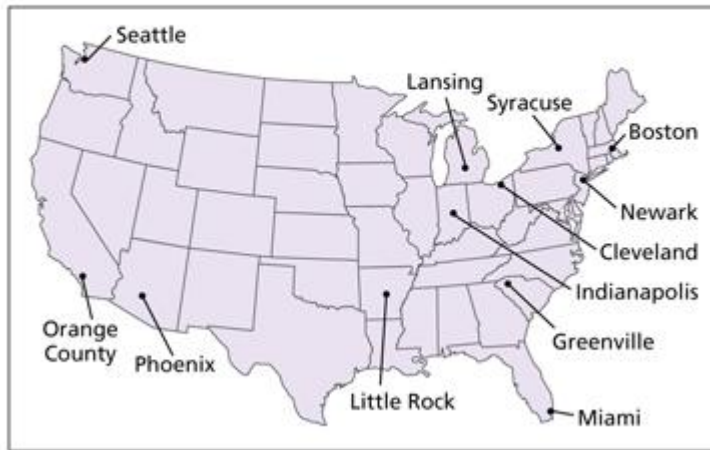 Seattle
Lansing
Syracuse
Boston
Newark
Cleveland
Indianapolis
Greenville
Orange
County
Phoenix
Little Rock
Miami